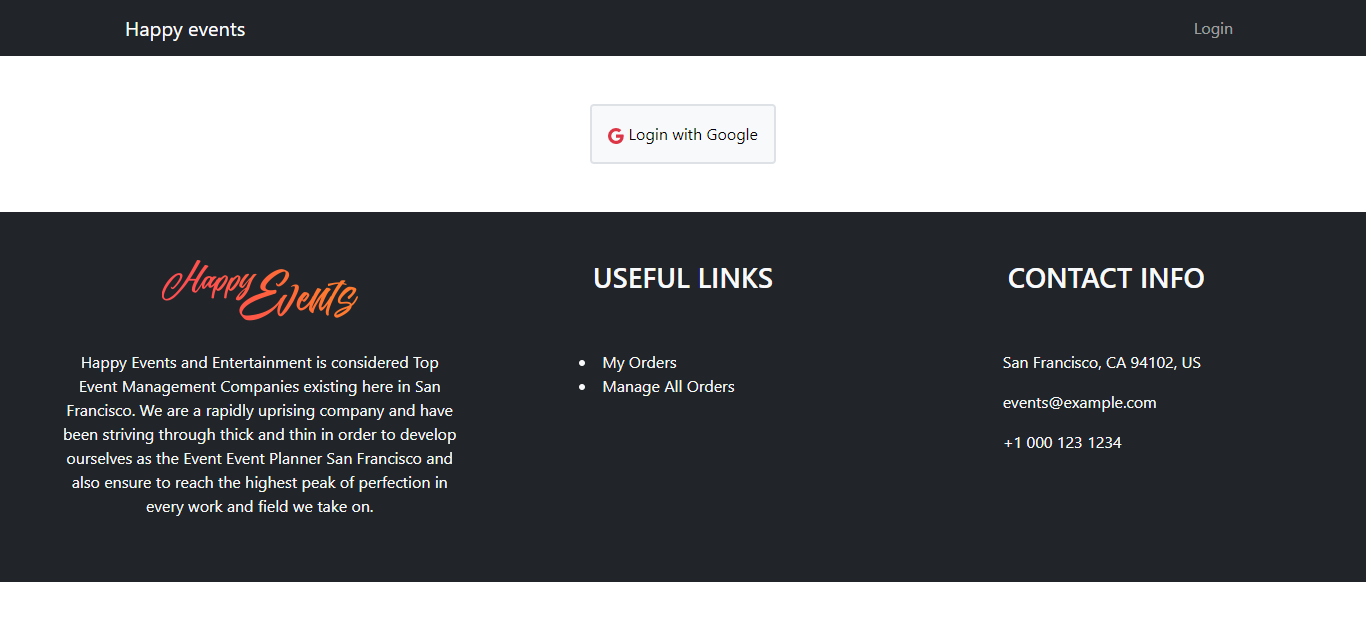 Happy events
Login
Login with Google
Happy Events
Happy Events and Entertainment is considered Top
Event Management Companies existing here in San
Francisco. We are a rapidly uprising company and have
been striving through thick and thin in order to develop
ourselves as the Event Event Planner San Francisco and
also ensure to reach the highest peak of perfection in
every work and field we take on.
USEFUL LINKS
My Orders
Manage All Orders
CONTACT INFO
San Francisco, CA 94102, US
events@example.com
+1 000 123 1234